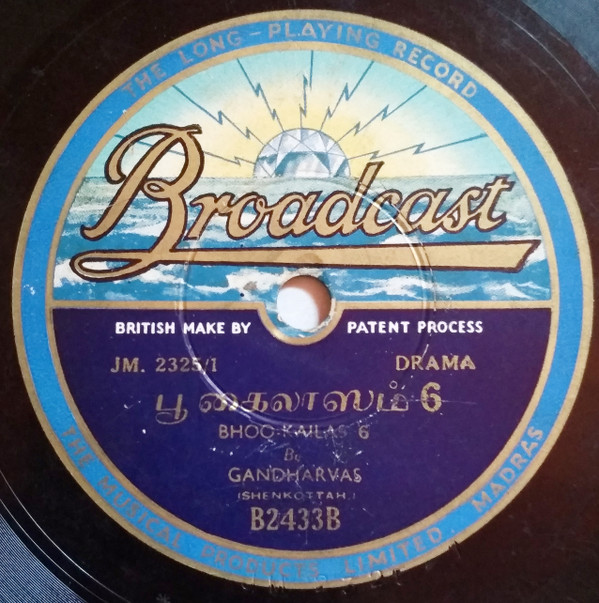 THE LONG-PLAYING RECORD
Broadcast
BRITISH MAKE BY PATENT PROCESS
JM. 2325/1 DRAMA
பூ கைலாஸம் 6
BHOO-KAILAS 6
By
GANDHARVAS
(SHENKOTTAH.)
B2433B
THE MUSICAL PRODUCTS LIMITED. MADRAS